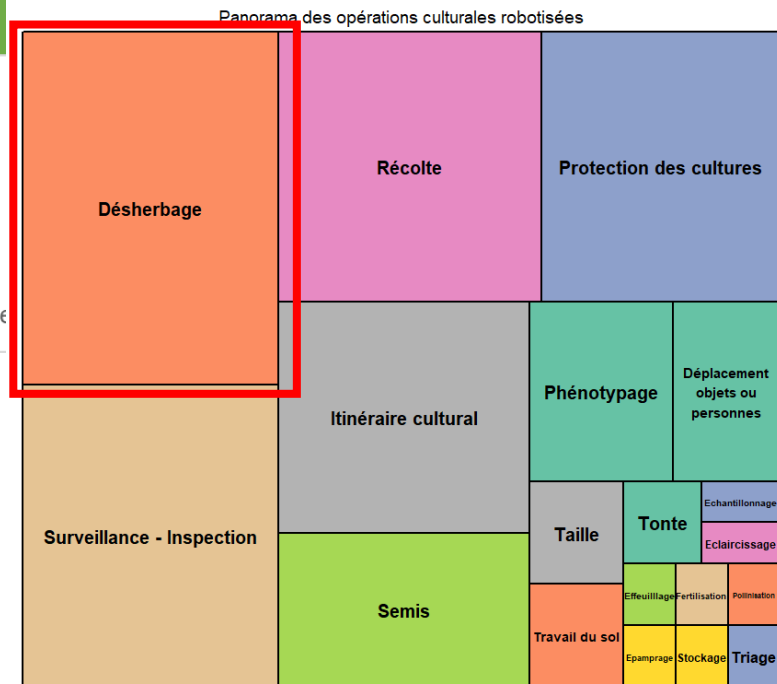 Panorama des opérations culturales robotisées
Désherbage
Récolte
Protection des cultures
Surveillance - Inspection
Itinéraire cultural
Semis
Phénotypage
Déplacement
objets ou
personnes
Taille
Tonte
Echantillonnage
Eclaircissage
Travail du sol
Effeuilllage
Fertilisation
Pollinisation
Epamprage
Stockage
Triage